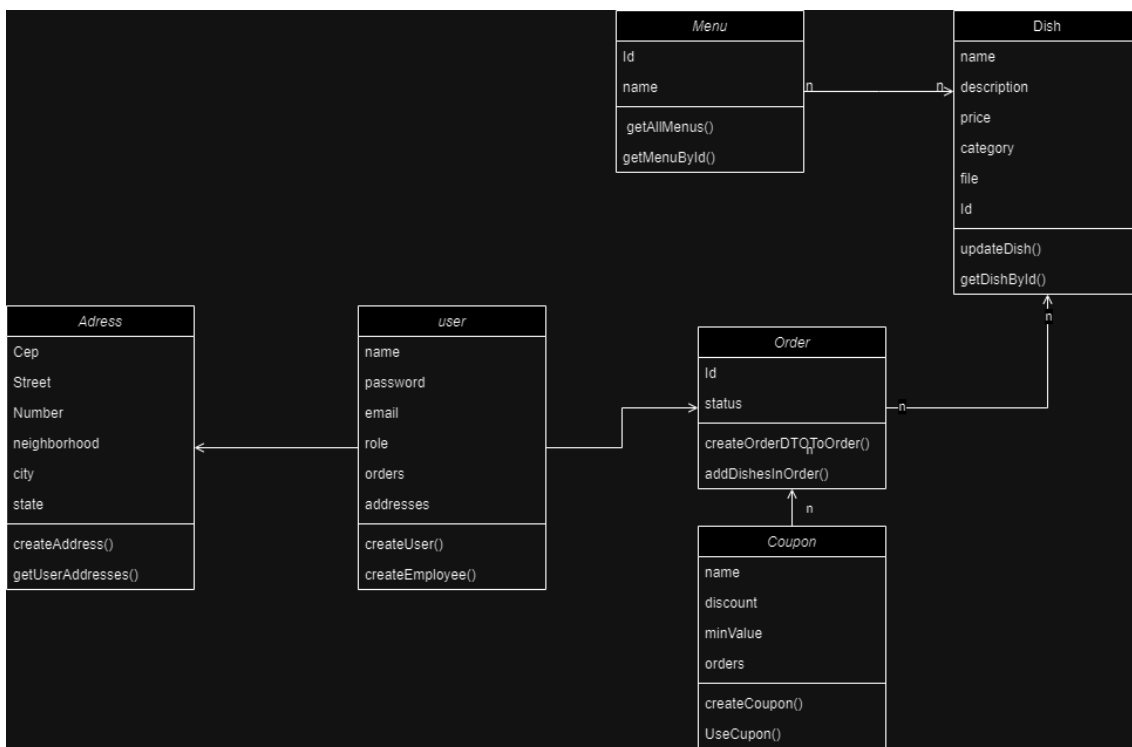 Menu
Id
name
getAllMenus()
getMenuById()
n
n
Dish
name
description
price
category
file
Id
updateDish()
getDishById()
n
Adress
Cep
Street
Number
neighborhood
city
state
createAddress()
getUserAddresses()
user
name
password
email
role
orders
addresses
createUser()
createEmployee()
Order
Id
status
createOrderDTOToOrder()
n
addDishesInOrder()
n
n
Coupon
name
discount
minValue
orders
createCoupon()
UseCupon()